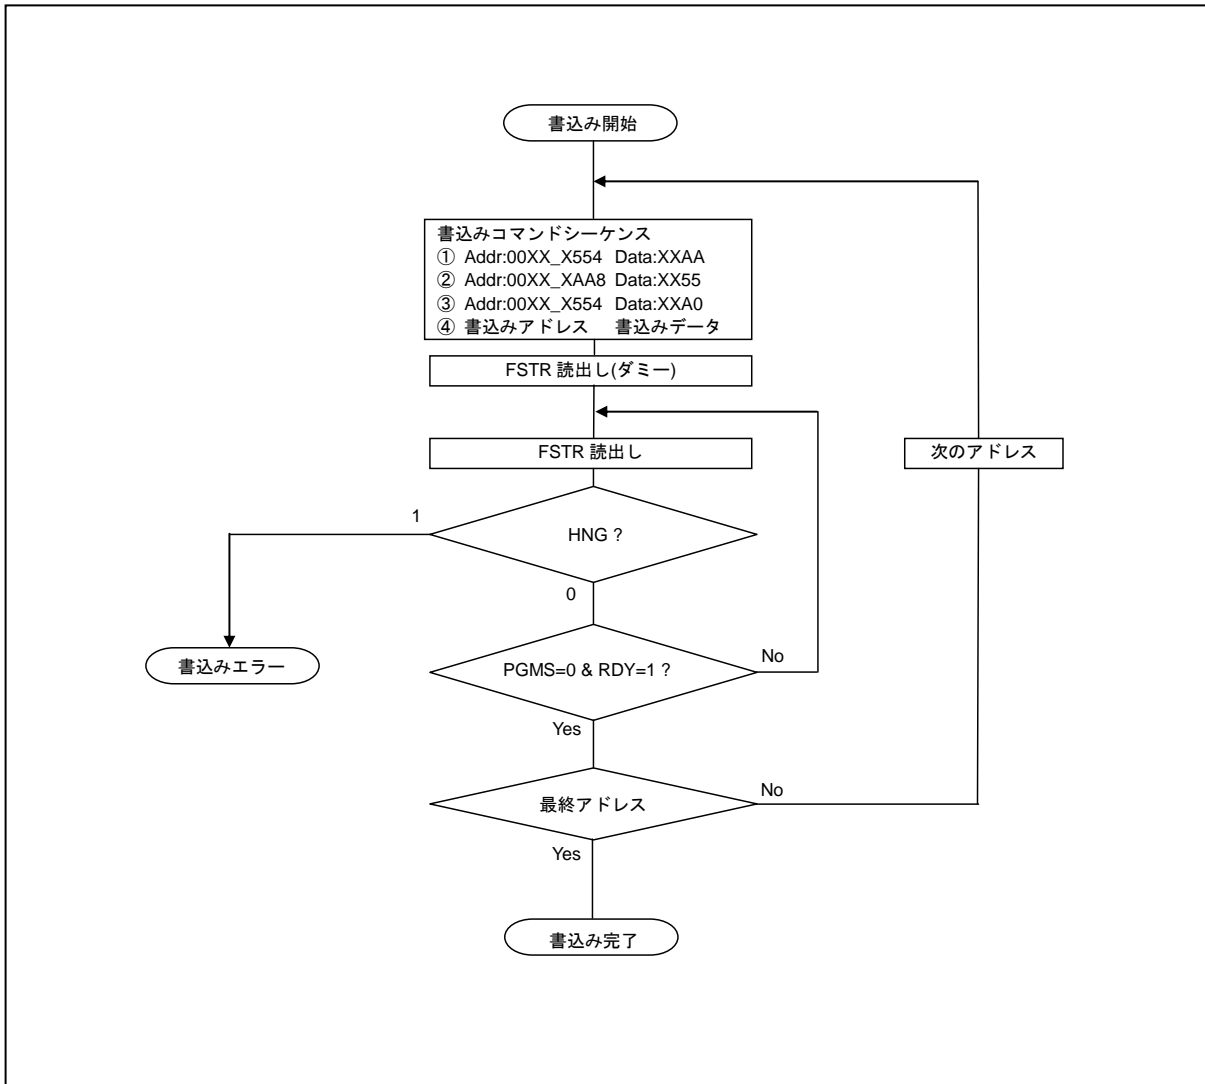 書込み開始
書込みコマンドシーケンス
① Addr:00XX_X554 Data:XXAA
② Addr:00XX_XAA8 Data:XX55
③ Addr:00XX_X554 Data:XXA0
④ 書込みアドレス 書込みデータ
FSTR 読出し(ダミー)
FSTR 読出し
次のアドレス
1
HNG ?
0
書込みエラー
PGMS=0 & RDY=1 ?
No
Yes
最終アドレス
No
Yes
書込み完了